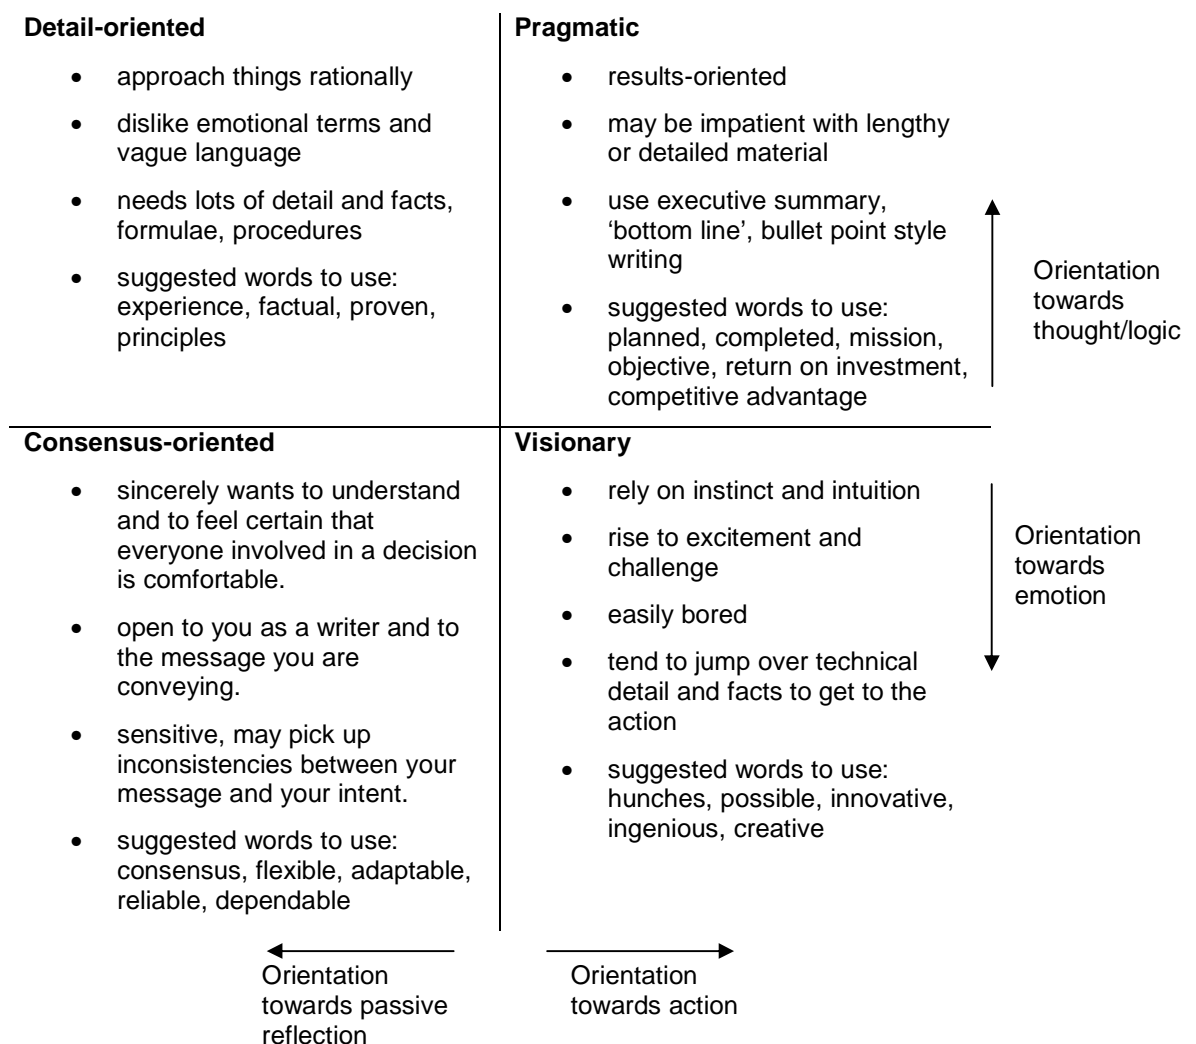 Detail-oriented
• approach things rationally
• dislike emotional terms and
vague language
• needs lots of detail and facts,
formulae, procedures
• suggested words to use:
experience, factual, proven,
principles
Pragmatic
• results-oriented
• may be impatient with lengthy
or detailed material
• use executive summary,
‘bottom line’, bullet point style
writing
• suggested words to use:
planned, completed, mission,
objective, return on investment,
competitive advantage
Orientation
towards
thought/logic
Consensus-oriented
• sincerely wants to understand
and to feel certain that
everyone involved in a decision
is comfortable.
• open to you as a writer and to
the message you are
conveying.
• sensitive, may pick up
inconsistencies between your
message and your intent.
• suggested words to use:
consensus, flexible, adaptable,
reliable, dependable
Visionary
• rely on instinct and intuition
• rise to excitement and
challenge
• easily bored
• tend to jump over technical
detail and facts to get to the
action
• suggested words to use:
hunches, possible, innovative,
ingenious, creative
Orientation
towards
emotion
Orientation
towards passive
reflection
Orientation
towards action